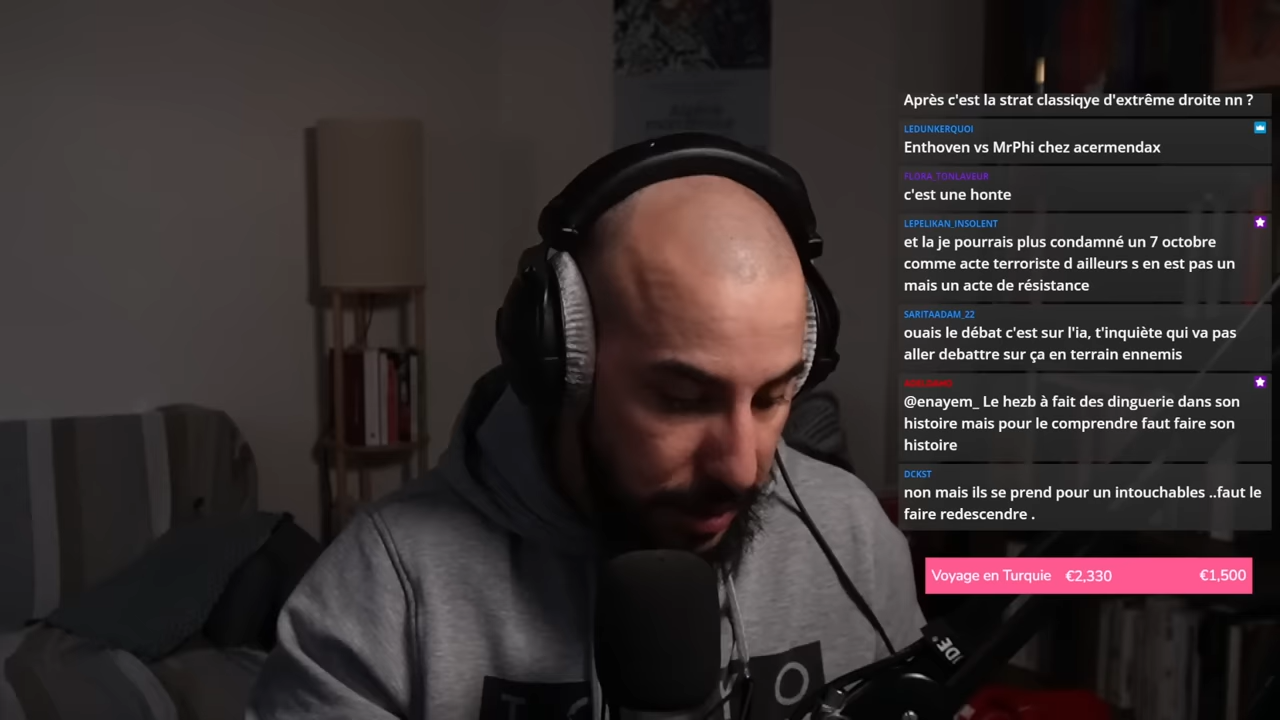 Après c'est la strat classiqye d'extrême droite nn ?
LEDUNKERQUOI
Enthoven vs MrPhi chez acermendax
FLORA_TONLAVEUR
c'est une honte
LEPELIKAN_INSOLENT
et la je pourrais plus condamné un 7 octobre
comme acte terroriste d ailleurs s en est pas un
mais un acte de résistance
SARITAADAM_22
ouais le débat c'est sur l'ia, t'inquiète qui va pas
aller debattre sur ça en terrain ennemis
@enayem_ Le hezb à fait des dinguerie dans son
histoire mais pour le comprendre faut faire son
histoire
DCKST
non mais ils se prend pour un intouchables ..faut le
faire redescendre .
Voyage en Turquie €2,330 €1,500